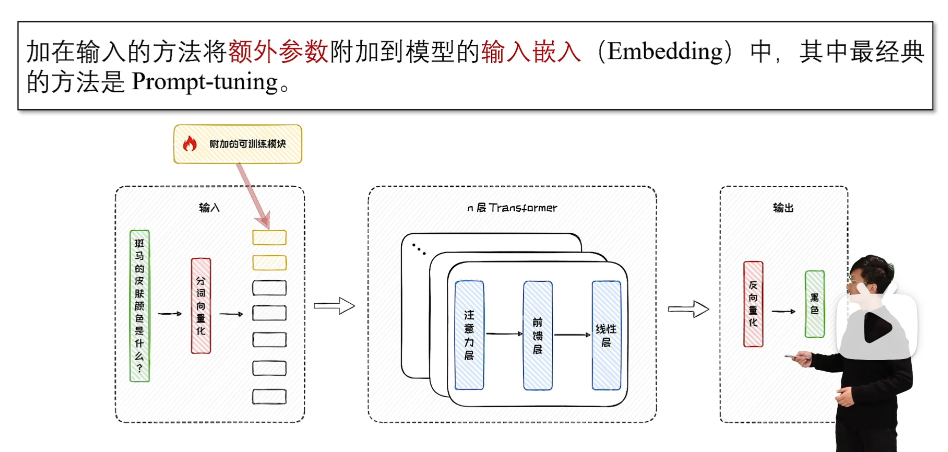 加在输入的方法将额外参数附加到模型的输入嵌入（Embedding）中，其中最经典
的方法是 Prompt-tuning。
附加的可训练模块
输入
n 层 Transformer
输出
斑马的皮肤颜色是什么？
分词向量化
注意力层
前馈层
线性层
反向量化
黑色